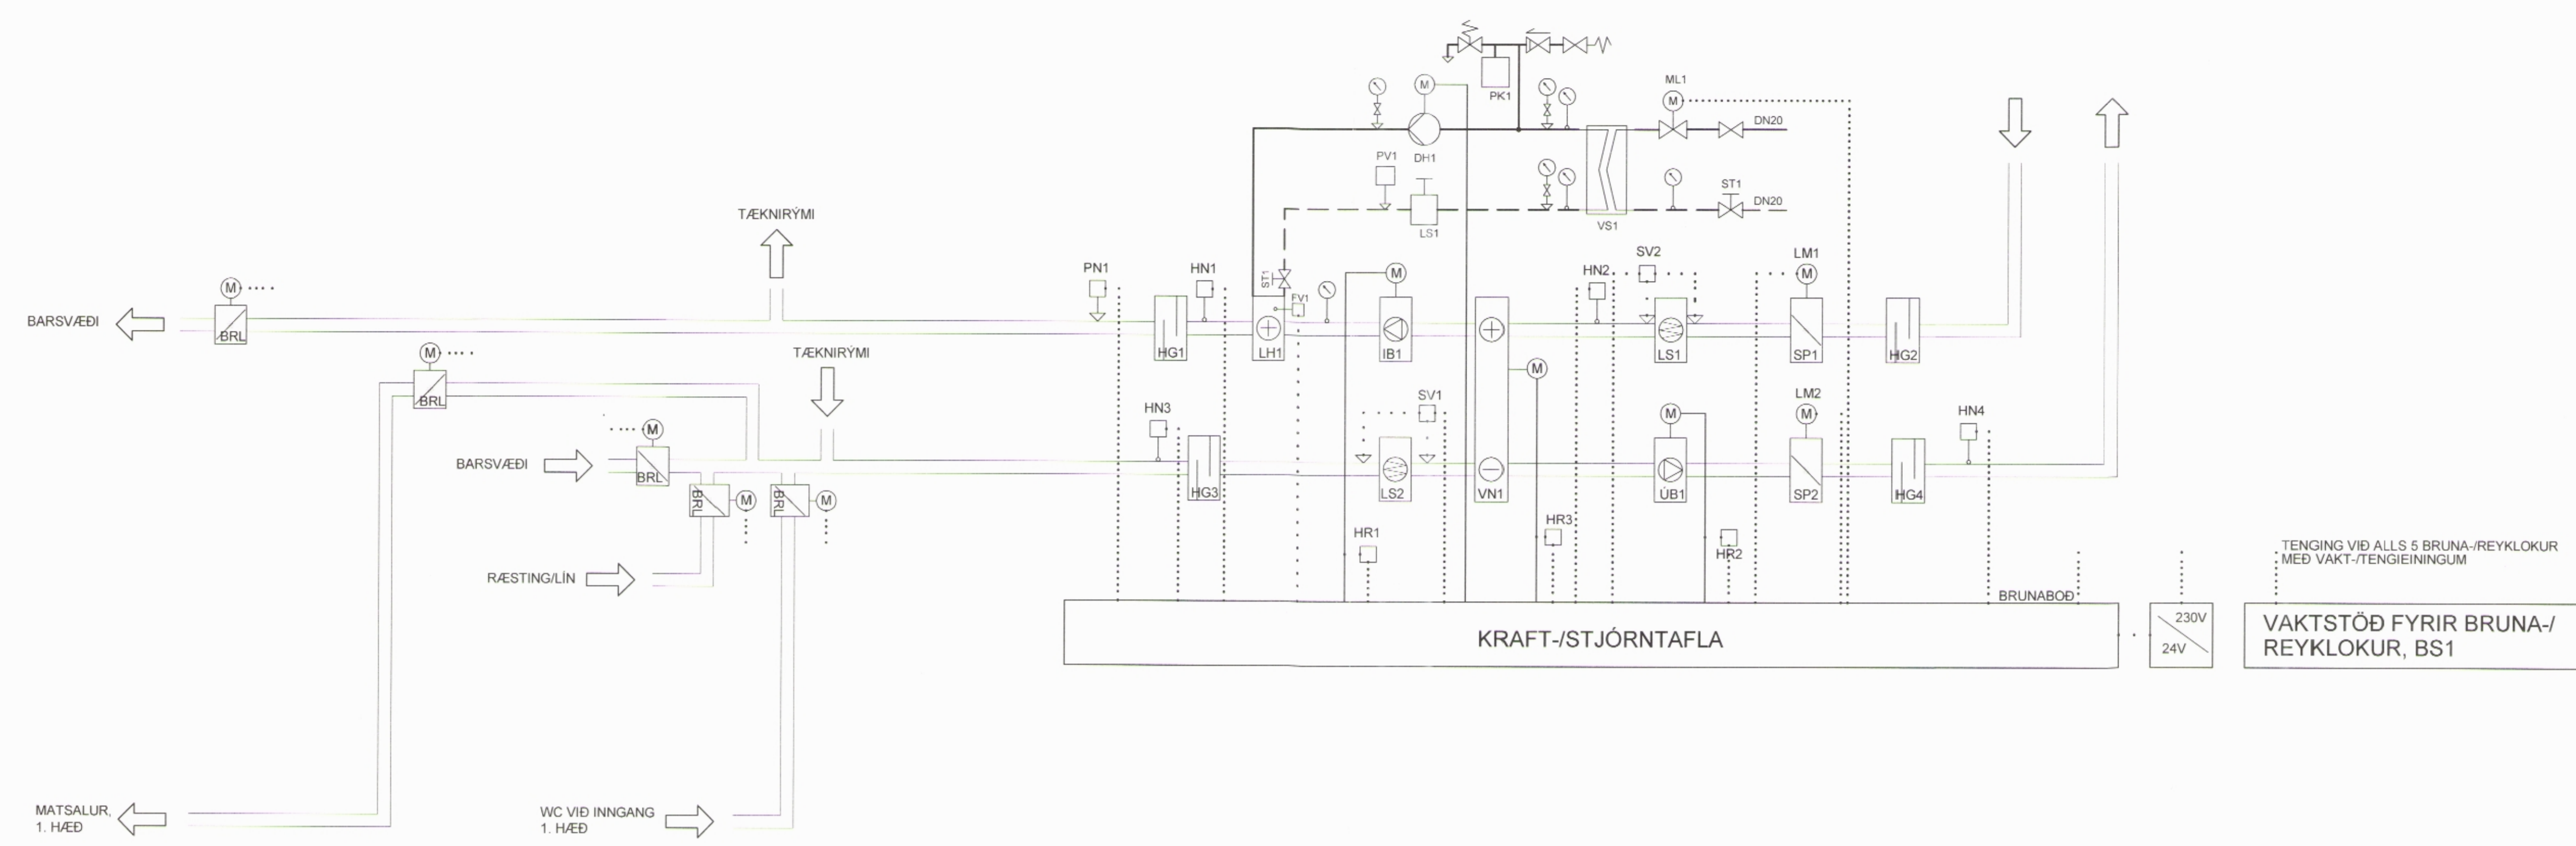 PK1
ML1
M
M
DN20
PV1
DH1
ST1
DN20
LS1
VS1
TÆKNIRÝMI
PN1
HN1
ST1
FV1
M
HN2
SV2
LM1
M
M
BARSVÆÐI
BRL
HG1
LH1
IB1
LS1
SP1
HG2
M
TÆKNIRÝMI
M
BRL
HN3
SV1
M
LM2
M
HN4
M
BARSVÆÐI
BRL
HG3
LS2
VN1
ÚB1
SP2
HG4
BRL
M
BRL
M
HR1
HR3
HR2
RÆSTING/LÍN
TENGING VIÐ ALLS 5 BRUNA-/REYKLOKUR
MEÐ VAKT-/TENGIEININGUM
BRUNABOÐ
KRAFT-/STJÓRNTAFLA
230V
24V
VAKTSTÖÐ FYRIR BRUNA-/
REYKLOKUR, BS1
MATSALUR,
1. HÆÐ
WC VIÐ INNGANG
1. HÆÐ